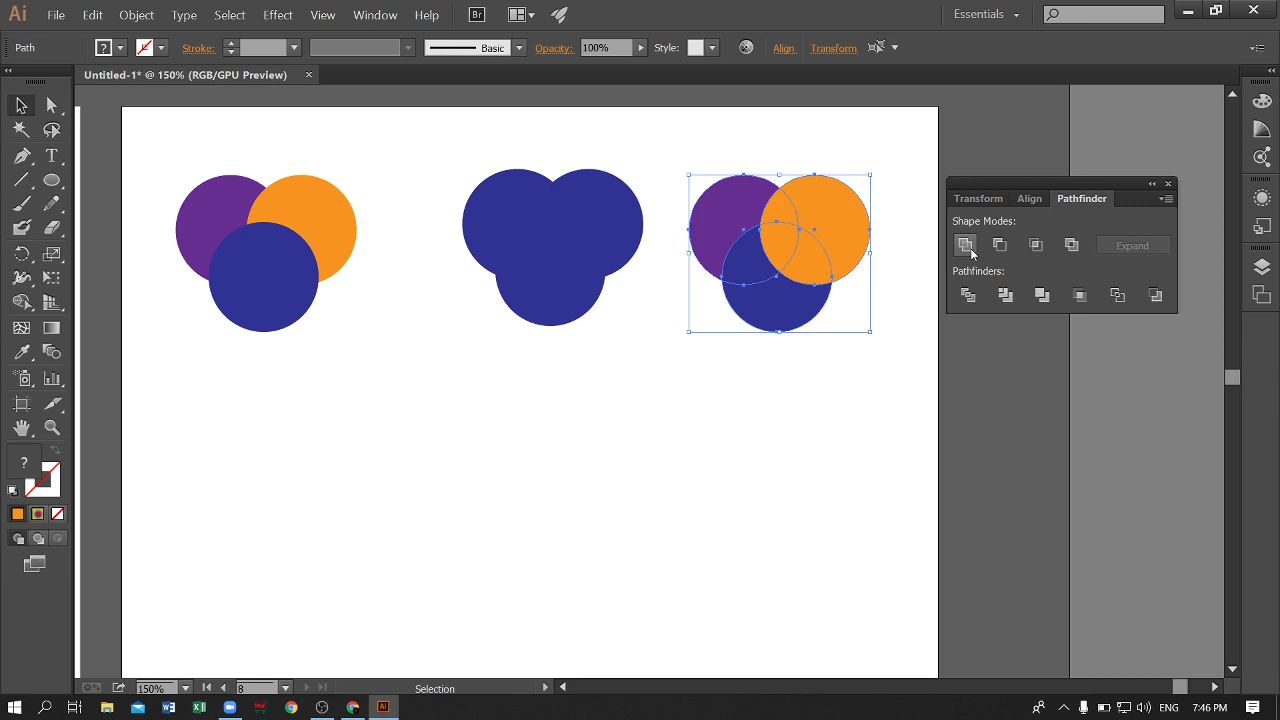 Ai File Edit Object Type Select Effect View Window Help Br Essentials
Path ? Stroke: Basic Opacity: 100% Style: Align Transform
Untitled-1* @ 150% (RGB/GPU Preview) ×
Transform Align Pathfinder
Shape Modes:
Expand
Pathfinders:
?
150% 8 Selection
Ai ENG 7:46 PM